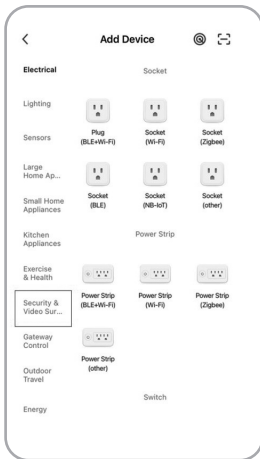 Add Device
Electrical
Lighting
Sensors
Large
Home Ap...
Small Home
Appliances
Kitchen
Appliances
Exercise
& Health
Security &
Video Sur...
Gateway
Control
Outdoor
Travel
Energy
Socket
Plug
(BLE+Wi-Fi)
Socket
(Wi-Fi)
Socket
(Zigbee)
Socket
(BLE)
Socket
(NB-IoT)
Socket
(other)
Power Strip
Power Strip
(BLE+Wi-Fi)
Power Strip
(Wi-Fi)
Power Strip
(Zigbee)
Power Strip
(other)
Switch